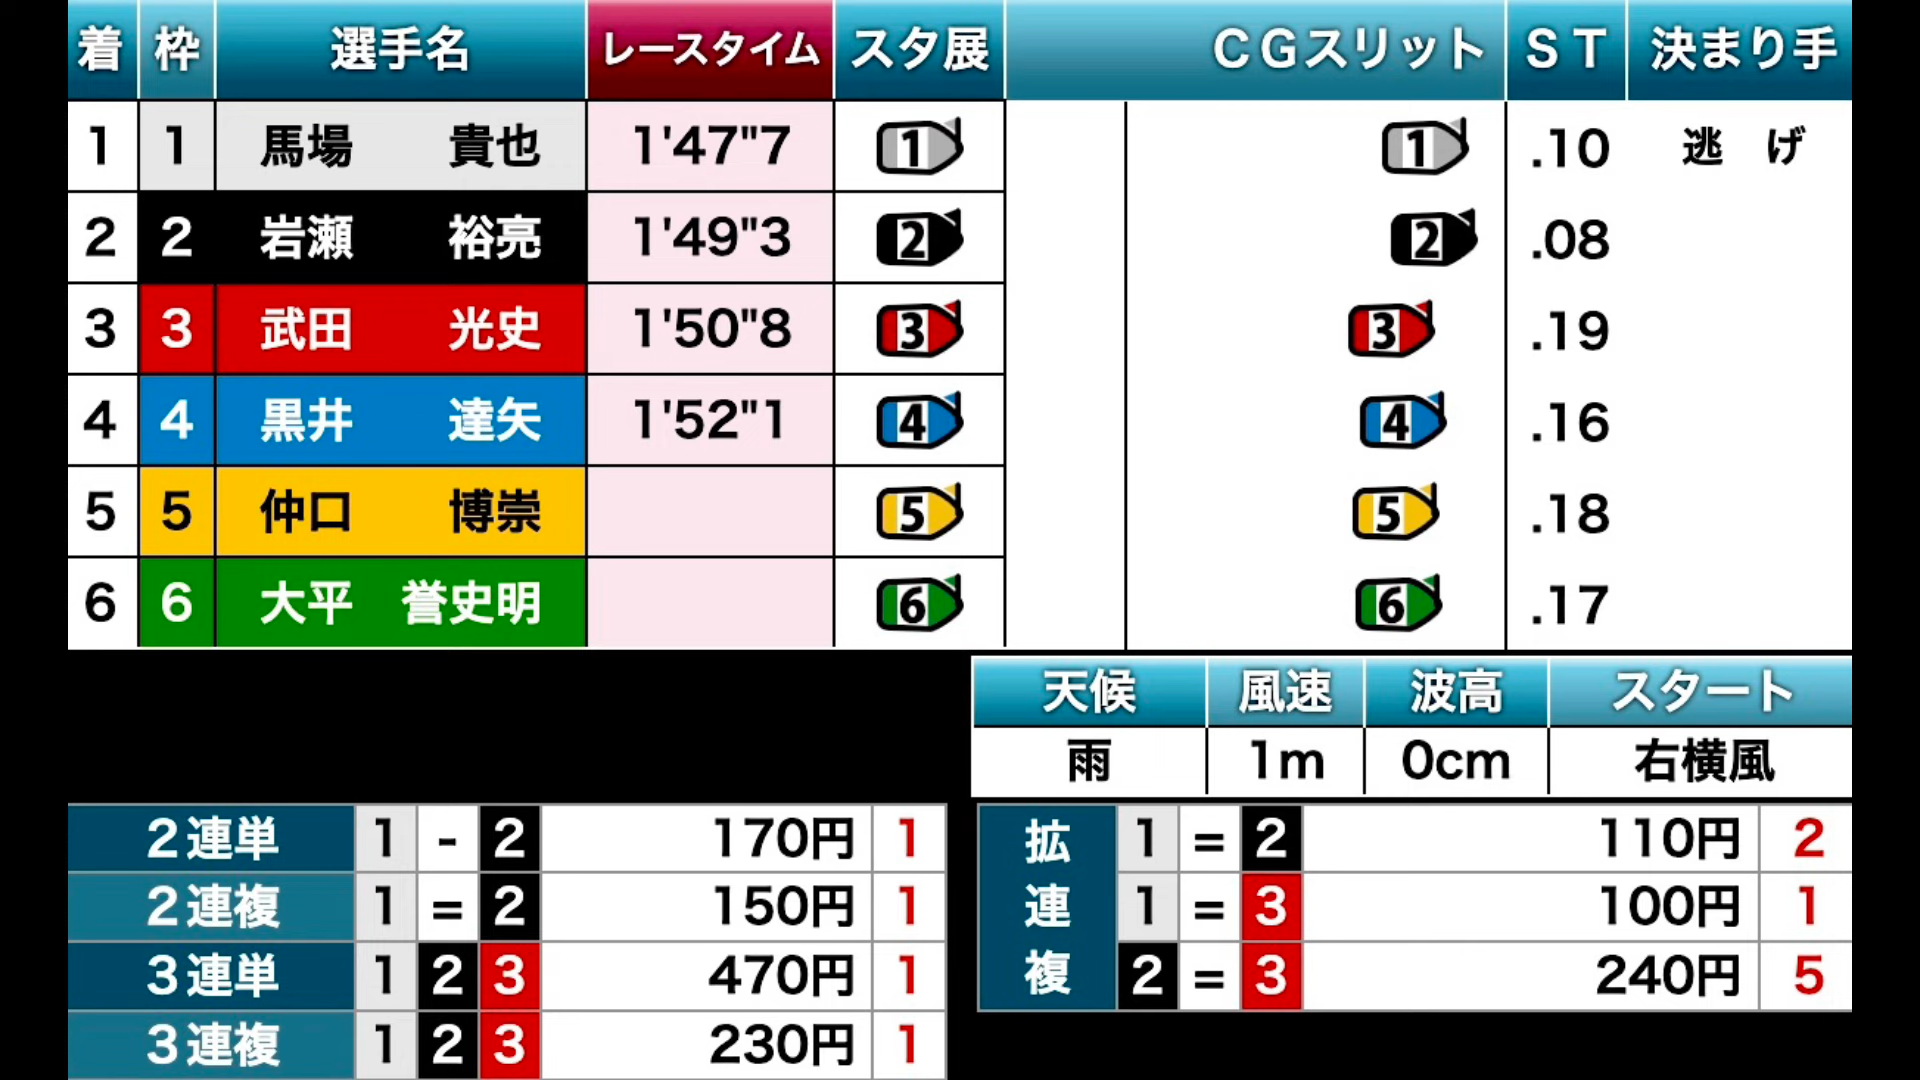 着 枠 選手名 レースタイム スタ展 CGスリット ST 決まり手
1 1 馬場 貴也 1'47"7 1 1 .10 逃 げ
2 2 岩瀬 裕亮 1'49"3 2 2 .08
3 3 武田 光史 1'50"8 3 3 .19
4 4 黒井 達矢 1'52"1 4 4 .16
5 5 仲口 博崇 5 5 .18
6 6 大平 誉史明 6 6 .17
天候 風速 波高 スタート
雨 1m 0cm 右横風
2連単 1 - 2 170円 1
2連複 1 = 2 150円 1
3連単 1 2 3 470円 1
3連複 1 2 3 230円 1
拡連複
1 = 2 110円 2
1 = 3 100円 1
2 = 3 240円 5